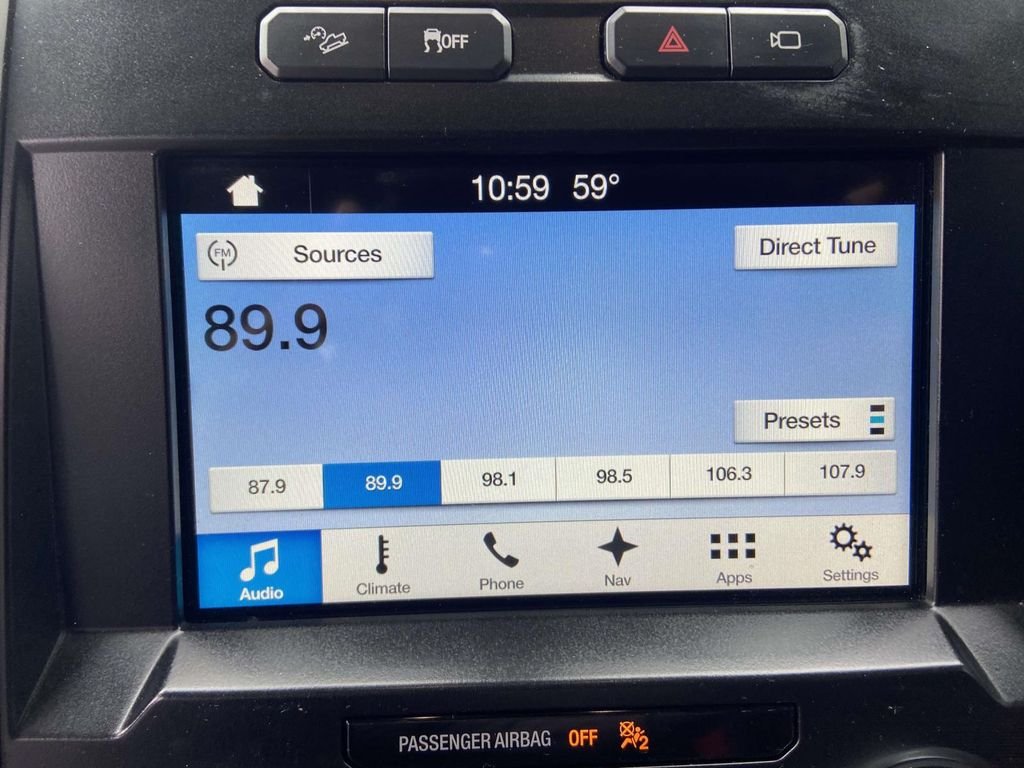 OFF
10:59 59°
FM Sources Direct Tune
89.9
Presets
87.9 89.9 98.1 98.5 106.3 107.9
Audio Climate Phone Nav Apps Settings
PASSENGER AIRBAG OFF 2